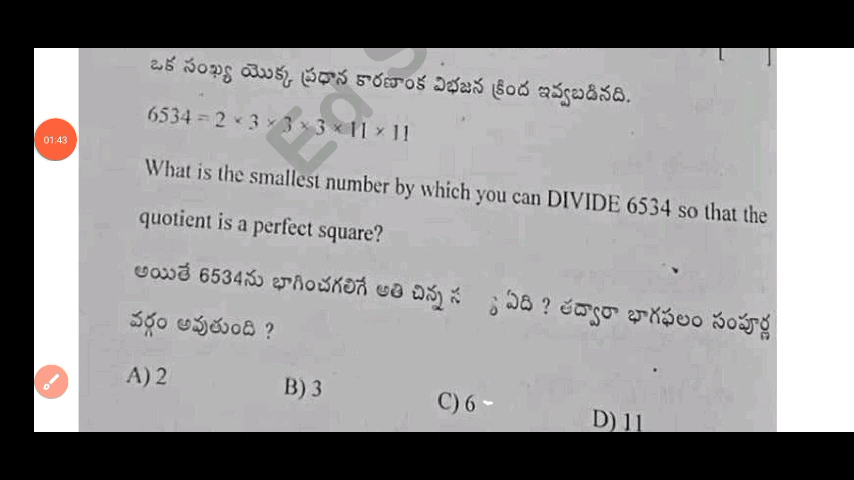 [ ]
ఒక సంఖ్య యొక్క ప్రధాన కారణాంక విభజన క్రింద ఇవ్వబడినది.
6534 = 2 × 3 × 3 × 3 × 11 × 11
Ed S
01:43
What is the smallest number by which you can DIVIDE 6534 so that the
quotient is a perfect square?
అయితే 6534ను భాగించగలిగే అతి చిన్న ఏది ? తద్వారా భాగఫలం సంపూర్ణ
వర్గం అవుతుంది ?
A) 2 B) 3 C) 6 D) 11